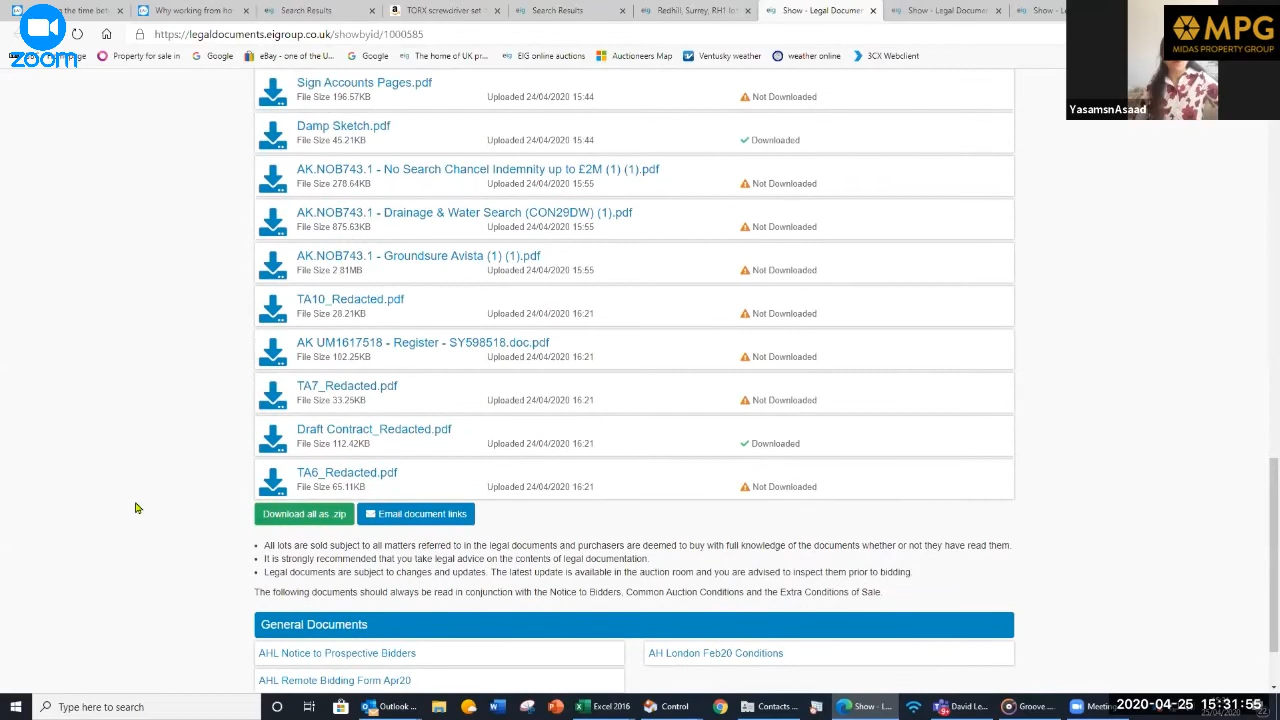 Why working from ho
Search Re
TORX screwdriver
Search Results
Redhill, Surrey, RH1
Show - Legal Documer
Show - Legal Docum
Show - Le
https://legaldocuments.eigroup.co.uk/showbyid/1000585
zoom
Property for sale in
Google
eBay - one of the U...
Google
The home of Uber...
Search Auctions
Auctioneers Map
Ventusky weather
weather online
3CX Webclient
MPG
MIDAS PROPERTY GROUP
YasamsnAsaad
Sign Accounts Pages.pdf
File Size 196.57KB Uploaded 24/04/2020 15:44 Not Downloaded
Damp Sketch.pdf
File Size 45.21KB Uploaded 24/04/2020 15:44 Downloaded
AK.NOB743.1 - No Search Chancel Indemnity up to £2M (1) (1).pdf
File Size 278.64KB Uploaded 24/04/2020 15:55 Not Downloaded
AK.NOB743.1 - Drainage & Water Search (CON29DW) (1).pdf
File Size 875.63KB Uploaded 24/04/2020 15:55 Not Downloaded
AK.NOB743.1 - Groundsure Avista (1) (1).pdf
File Size 2.81MB Uploaded 24/04/2020 15:55 Not Downloaded
TA10_Redacted.pdf
File Size 28.21KB Uploaded 24/04/2020 16:21 Not Downloaded
AK UM1617518 - Register - SY598518.doc.pdf
File Size 102.25KB Uploaded 24/04/2020 16:21 Not Downloaded
TA7_Redacted.pdf
File Size 33.25KB Uploaded 24/04/2020 16:21 Not Downloaded
Draft Contract_Redacted.pdf
File Size 112.42KB Uploaded 24/04/2020 16:21 Downloaded
TA6_Redacted.pdf
File Size 65.11KB Uploaded 24/04/2020 16:21 Not Downloaded
Download all as .zip Email document links
• All lots are sold subject to all matters referred to in the legal documents and purchasers are deemed to buy with full knowledge of the documents whether or not they have read them.
• It is strongly recommended that you take legal advice on the contents of legal documentation.
• Legal documents are subject to changes and updates. The latest update is available in the auction room and you are advised to inspect them prior to bidding.
The following documents should always be read in conjunction with the Notice to Bidders, Common Auction Conditions and the Extra Conditions of Sale.
General Documents
AHL Notice to Prospective Bidders AH London Feb20 Conditions
AHL Remote Bidding Form Apr20
Type here to search
Outlook ...
Excel 2016
Control
Contacts ...
Show - L...
David Le...
Groove ...
Meeting
2020-04-25 15:31:55